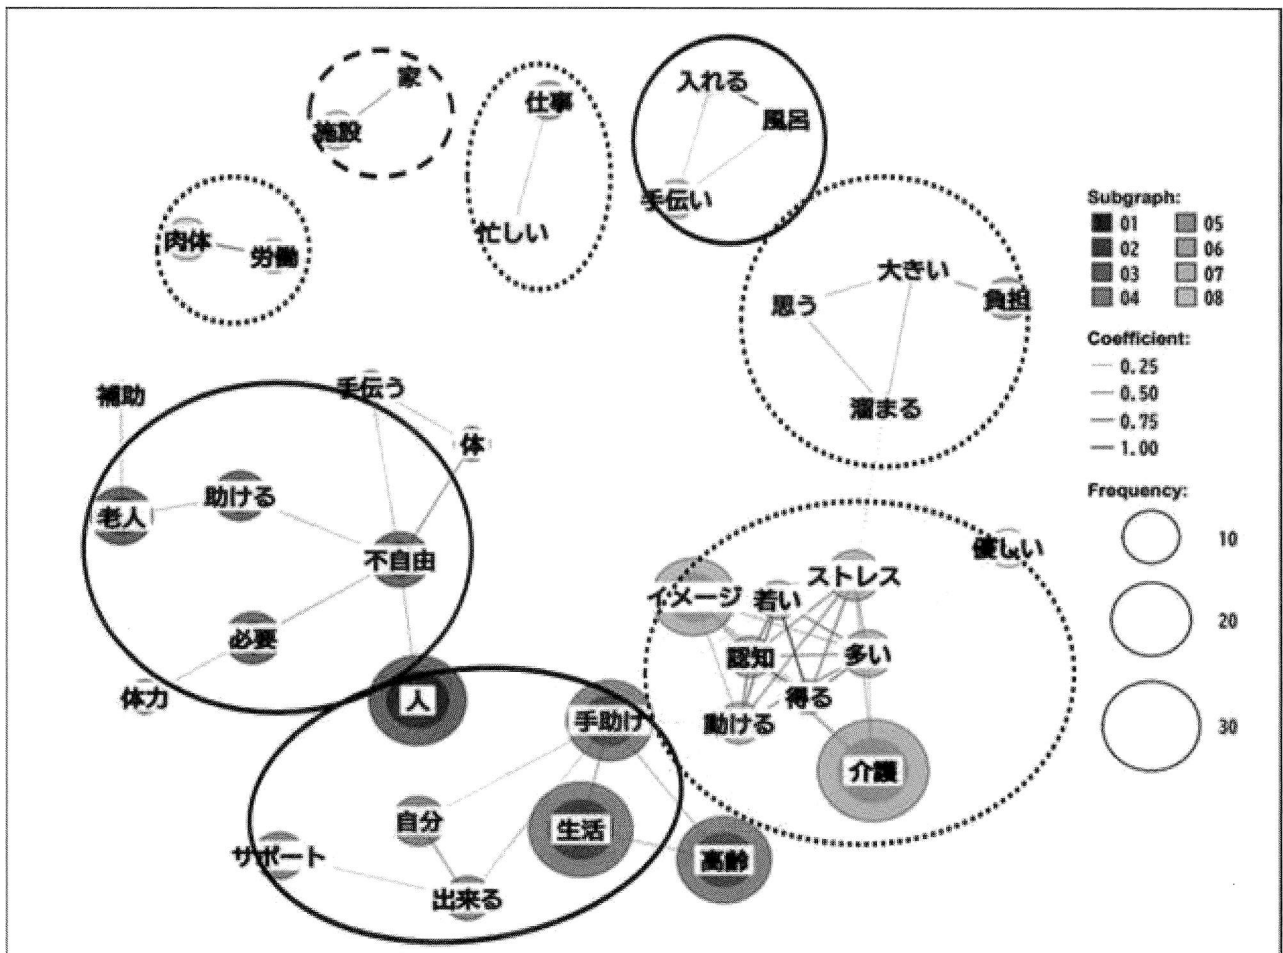 家
施設
仕事
忙しい
入れる
風呂
手伝い
肉体
労働
大きい
思う
負担
溜まる
Subgraph:
01 05
02 06
03 07
04 08
Coefficient:
0.25
0.50
0.75
1.00
Frequency:
10
20
30
補助
手伝う
体
助ける
老人
不自由
必要
体力
人
優しい
ストレス
イメージ
若い
認知
多い
得る
動ける
介護
手助け
自分
生活
サポート
出来る
高齢